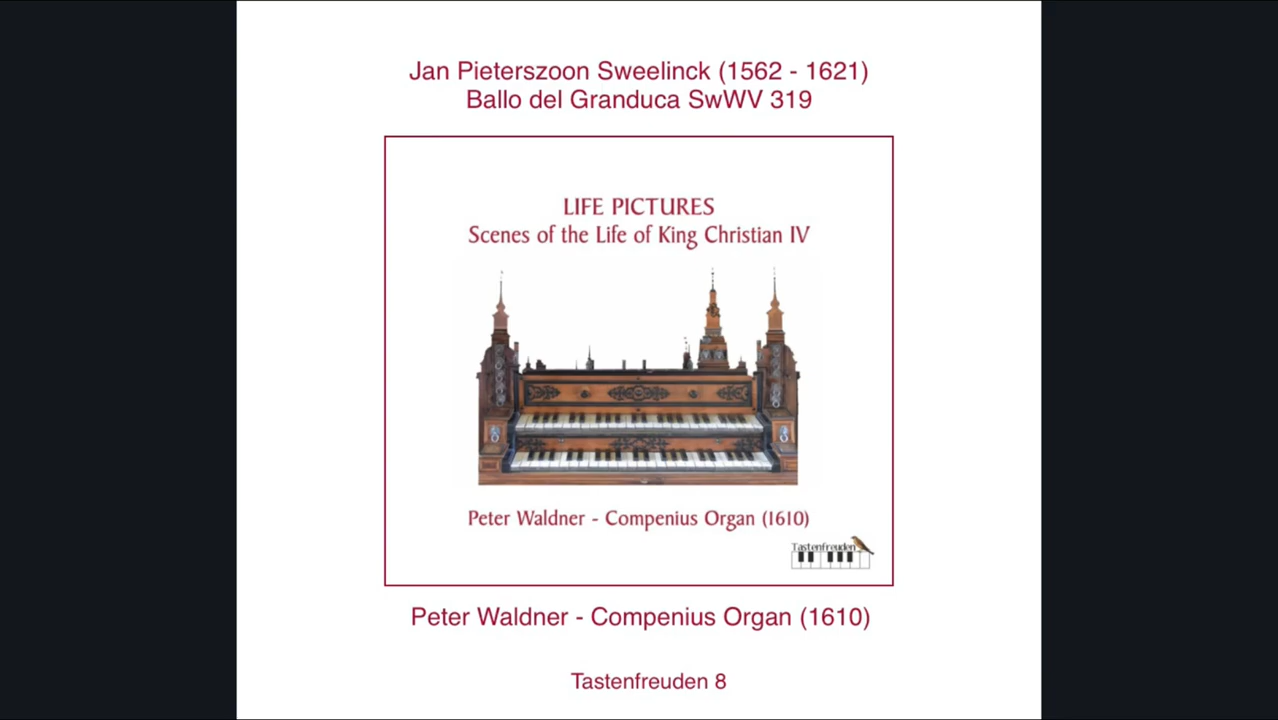 Jan Pieterszoon Sweelinck (1562 - 1621)
Ballo del Granduca SwWV 319
LIFE PICTURES
Scenes of the Life of King Christian IV
Peter Waldner - Compenius Organ (1610)
Tastenfreuden
Peter Waldner - Compenius Organ (1610)
Tastenfreuden 8